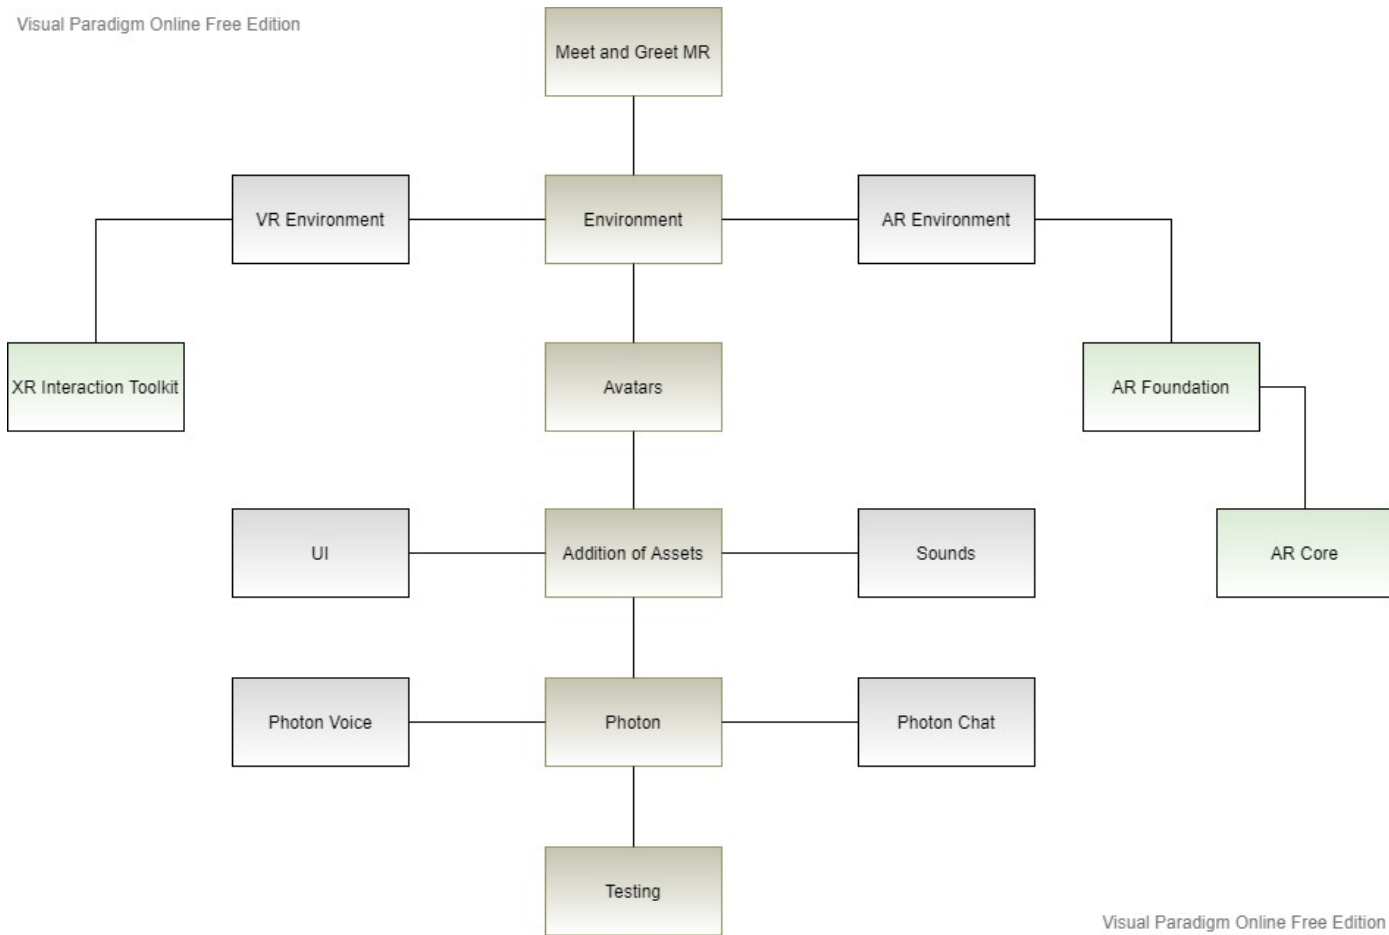 Visual Paradigm Online Free Edition
Meet and Greet MR
VR Environment
Environment
AR Environment
XR Interaction Toolkit
Avatars
AR Foundation
UI
Addition of Assets
Sounds
AR Core
Photon Voice
Photon
Photon Chat
Testing
Visual Paradigm Online Free Edition